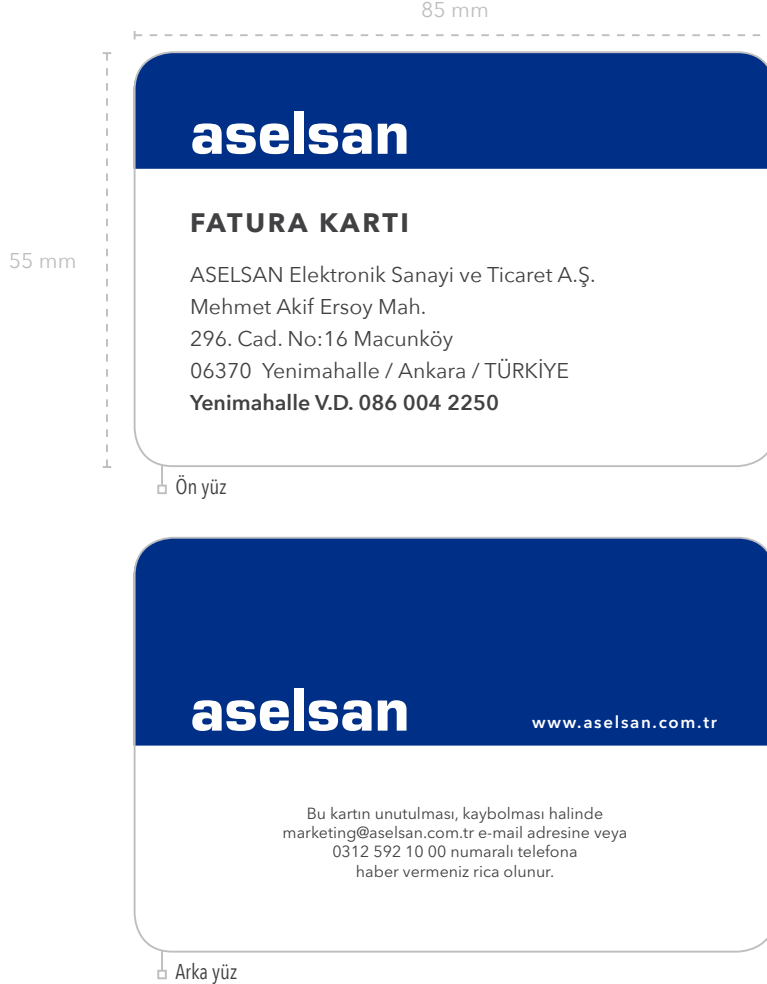 85 mm
aselsan
FATURA KARTI
55 mm
ASELSAN Elektronik Sanayi ve Ticaret A.Ş.
Mehmet Akif Ersoy Mah.
296. Cad. No:16 Macunköy
06370 Yenimahalle / Ankara / TÜRKİYE
Yenimahalle V.D. 086 004 2250
Ön yüz
aselsan
www.aselsan.com.tr
Bu kartın unutulması, kaybolması halinde
marketing@aselsan.com.tr e-mail adresine veya
0312 592 10 00 numaralı telefona
haber vermeniz rica olunur.
Arka yüz